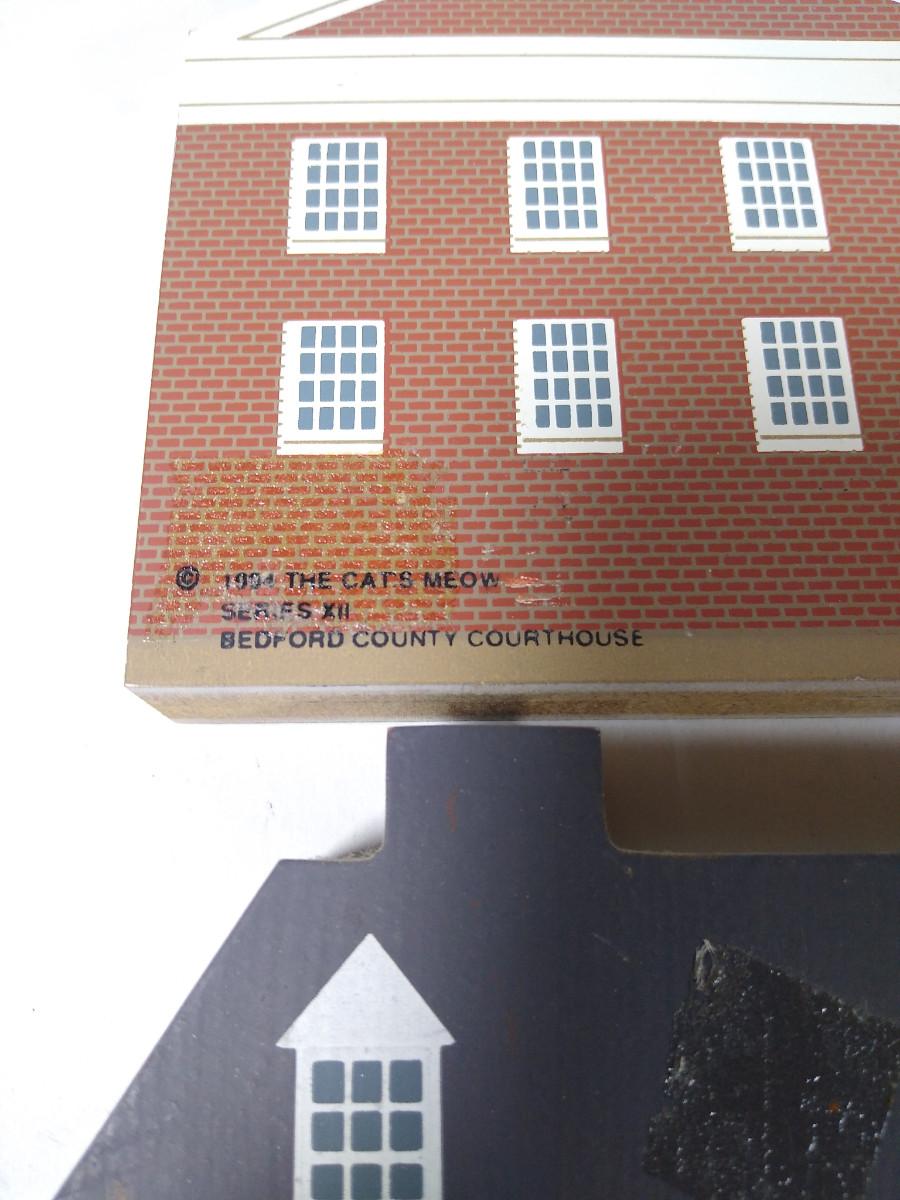 © 1994 THE CAT'S MEOW
SERIES XII
BEDFORD COUNTY COURTHOUSE